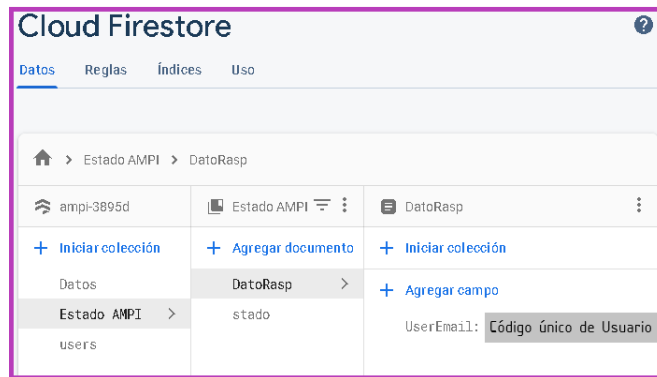 Cloud Firestore
Datos Reglas Índices Uso
Estado AMPI > DatoRasp
ampi-3895d Estado AMPI DatoRasp
+ Iniciar colección + Agregar documento + Iniciar colección
Datos DatoRasp > + Agregar campo
Estado AMPI > stado UserEmail: Código único de Usuario
users